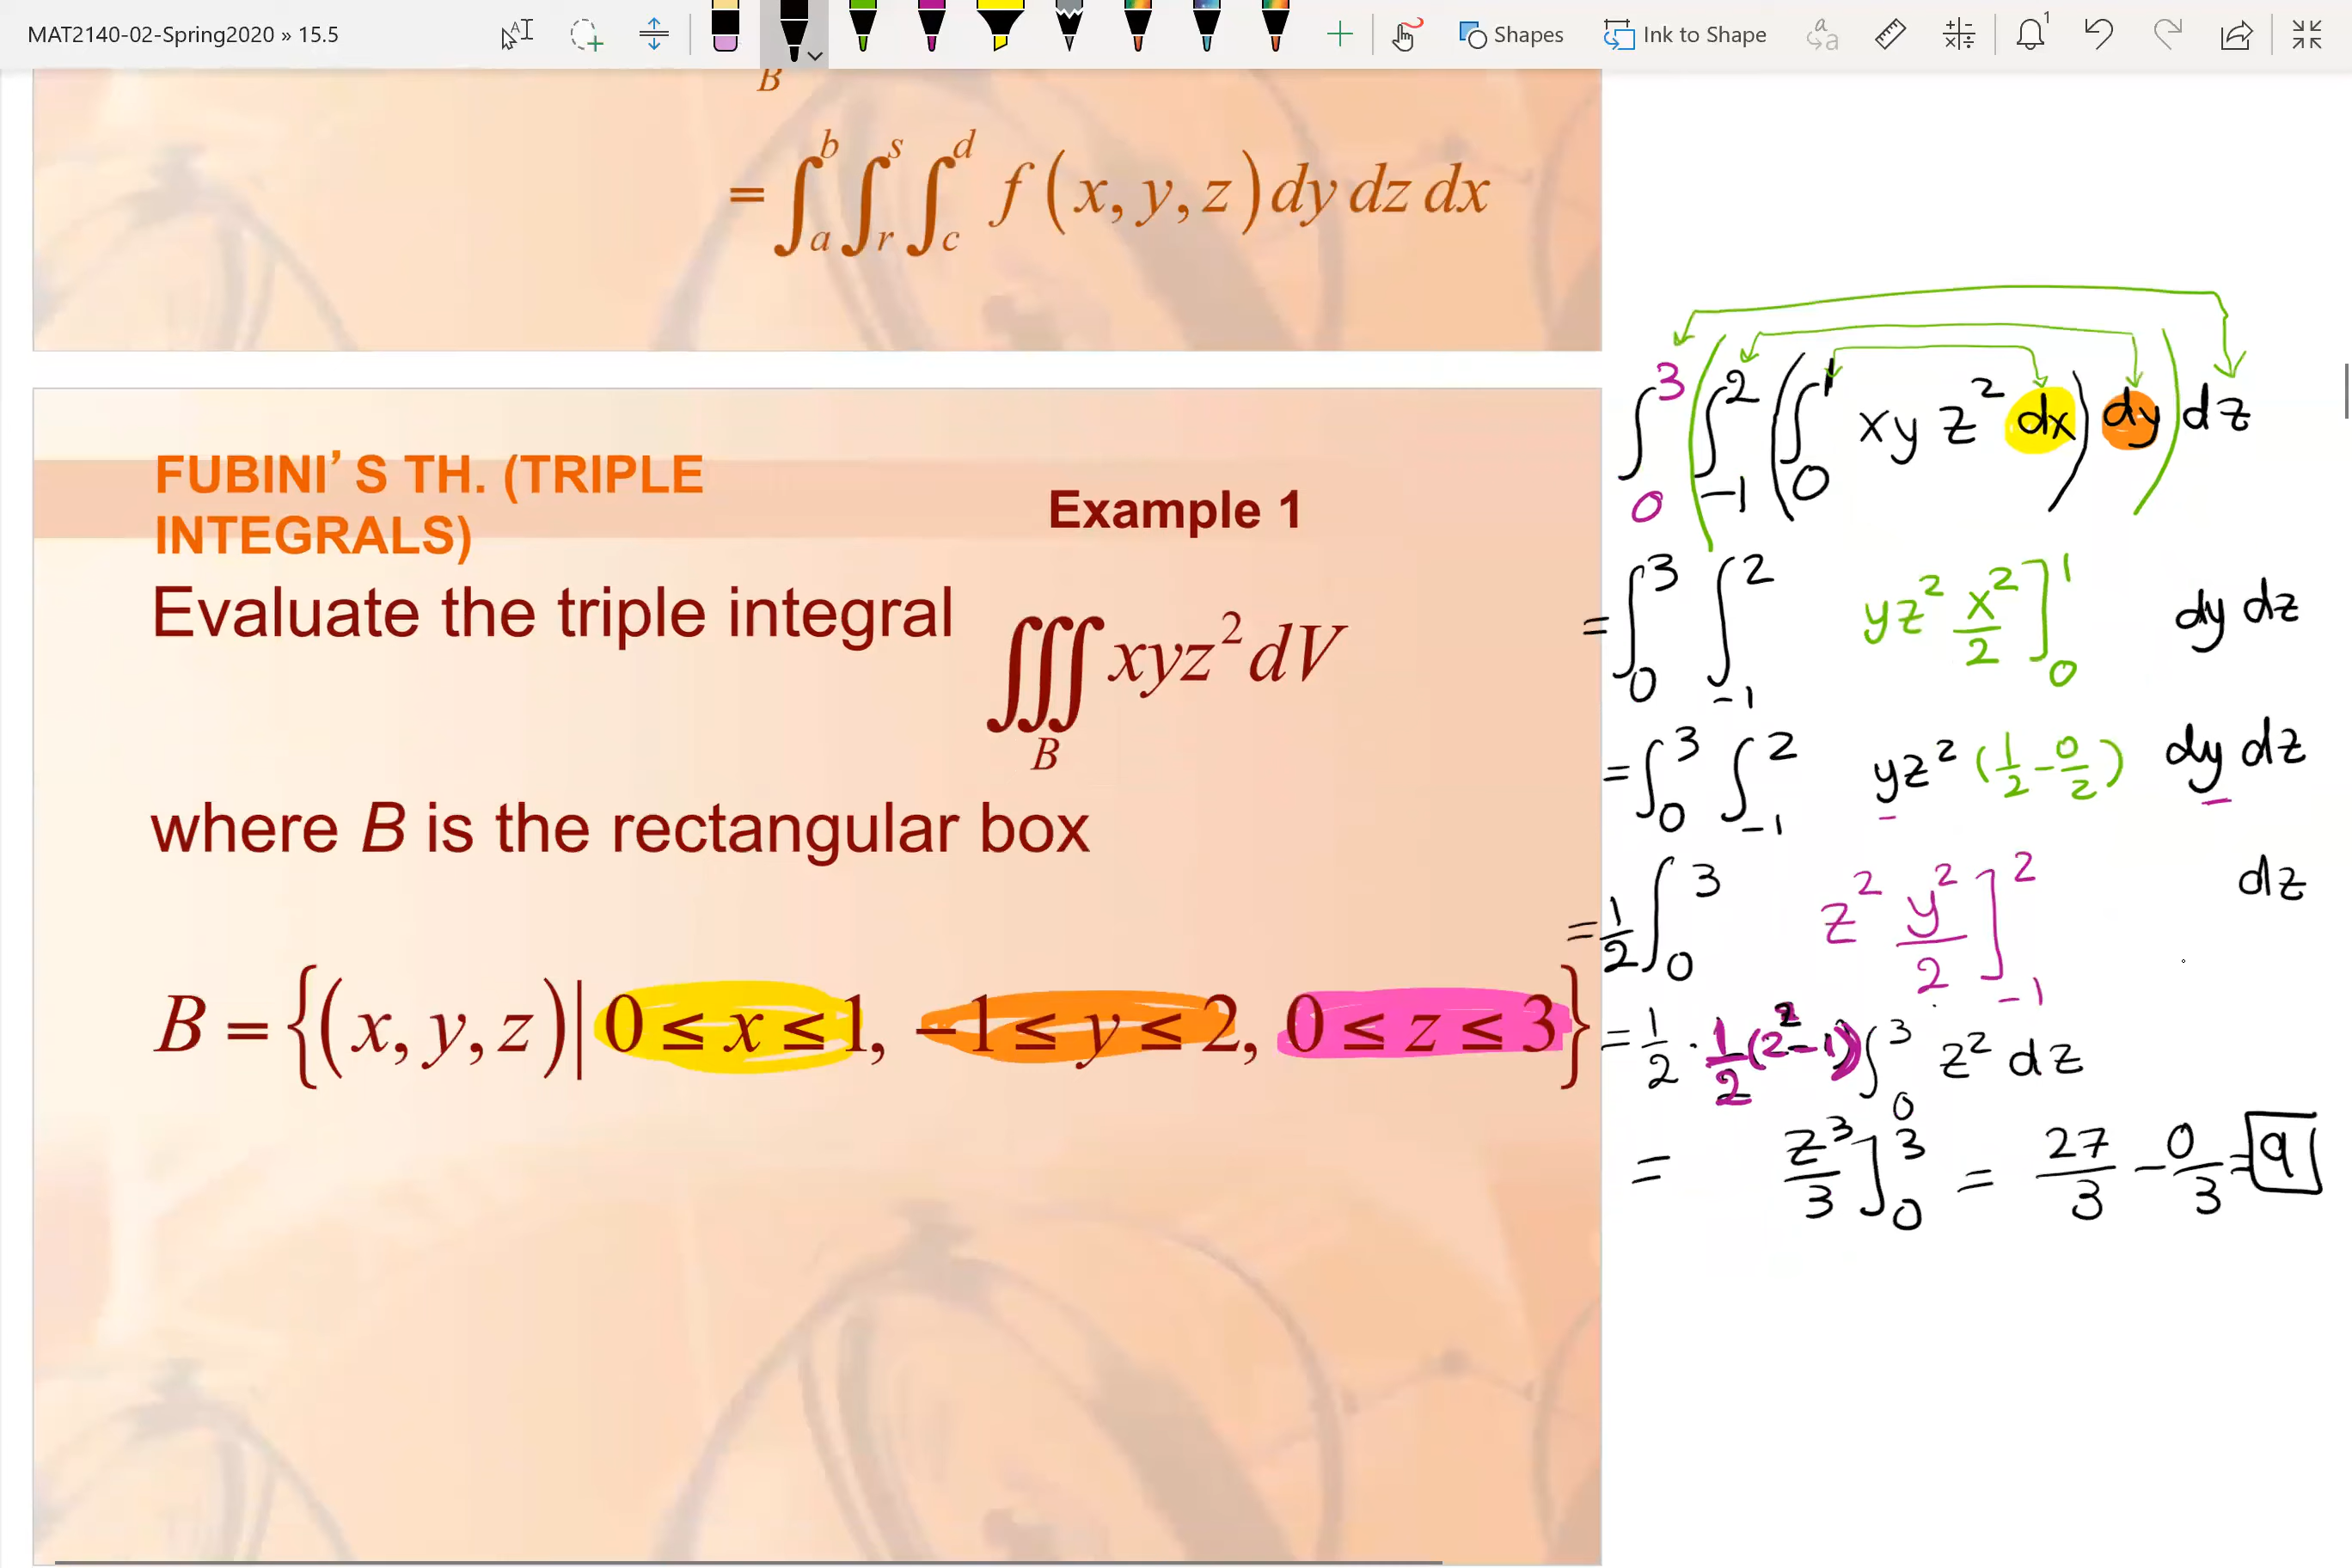 MAT2140-02-Spring2020 » 15.5
Shapes
Ink to Shape
1
B
= ∫_a^b ∫_r^s ∫_c^d f(x, y, z) dy dz dx
FUBINI'S TH. (TRIPLE
INTEGRALS)
Example 1
Evaluate the triple integral
∭_B xyz² dV
where B is the rectangular box
B = {(x, y, z) | 0 ≤ x ≤ 1, −1 ≤ y ≤ 2, 0 ≤ z ≤ 3}
∫_0^3 (∫_{-1}^2 (∫_0^1 xyz² dx) dy) dz
= ∫_0^3 ∫_{-1}^2 yz² x²/2 ]_0^1 dy dz
= ∫_0^3 ∫_{-1}^2 yz² (1/2 - 0/2) dy dz
= 1/2 ∫_0^3 z² y²/2 ]_{-1}^2 dz
= 1/2 · 1/2 (2² - 1) ∫_0^3 z² dz
= z³/3 ]_0^3 = 27/3 - 0/3 = 9